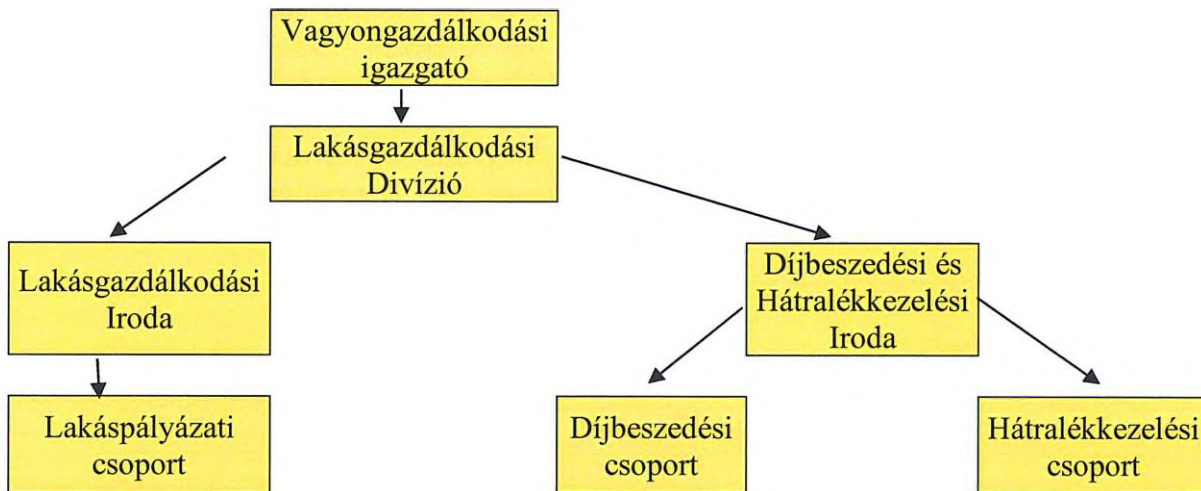 Vagyongazdálkodási
igazgató
Lakásgazdálkodási
Divízió
Lakásgazdálkodási
Iroda
Díjbeszedési és
Hátralékkezelési
Iroda
Lakáspályázati
csoport
Díjbeszedési
csoport
Hátralékkezelési
csoport